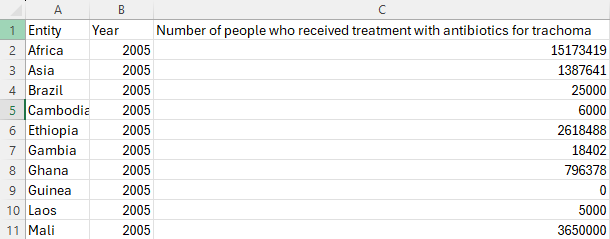 A B C
1 Entity Year Number of people who received treatment with antibiotics for trachoma
2 Africa 2005 15173419
3 Asia 2005 1387641
4 Brazil 2005 25000
5 Cambodia 2005 6000
6 Ethiopia 2005 2618488
7 Gambia 2005 18402
8 Ghana 2005 796378
9 Guinea 2005 0
10 Laos 2005 5000
11 Mali 2005 3650000